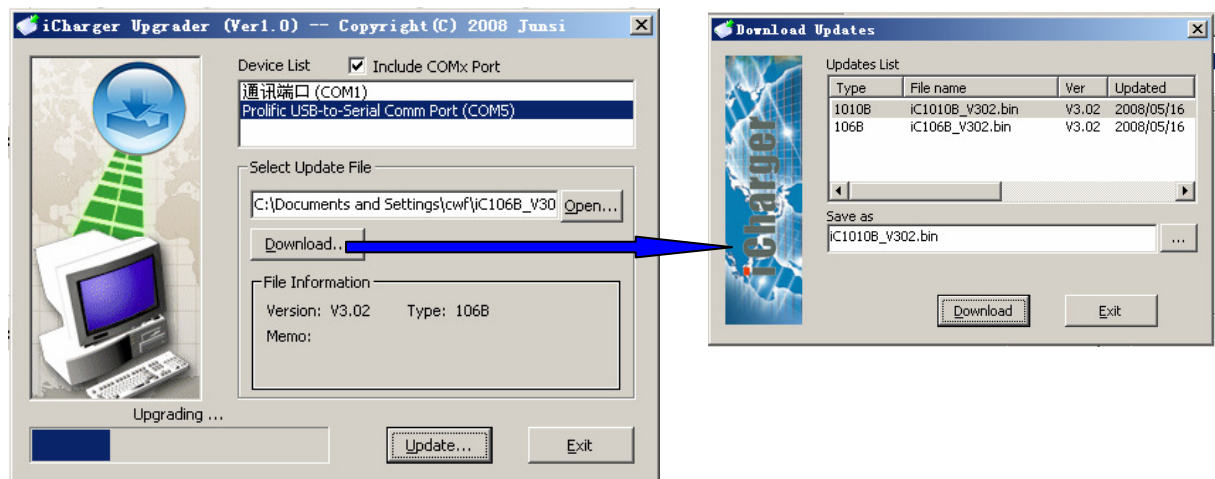 iCharger Upgrader (Ver1.0) -- Copyright(C) 2008 Junsi
Device List
Include COMx Port
通讯端口 (COM1)
Prolific USB-to-Serial Comm Port (COM5)
Select Update File
C:\Documents and Settings\cwf\iC106B_V30
Open...
Download...
File Information
Version: V3.02 Type: 106B
Memo:
Upgrading ...
Update...
Exit
Download Updates
iCharger
Updates List
Type File name Ver Updated
1010B iC1010B_V302.bin V3.02 2008/05/16
106B iC106B_V302.bin V3.02 2008/05/16
Save as
iC1010B_V302.bin
...
Download
Exit